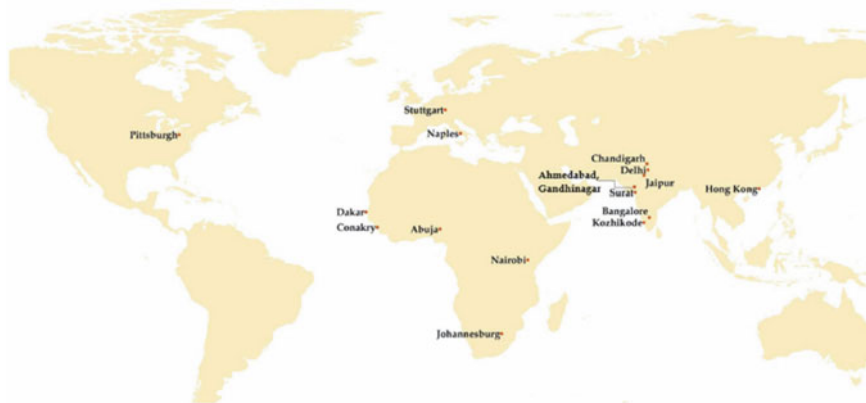 Stuttgart
Pittsburgh
Naples
Chandigarh
Delhi
Ahmedabad,
Gandhinagar
Jaipur
Surat
Hong Kong
Dakar
Bangalore
Conakry
Abuja
Kozhikode
Nairobi
Johannesburg